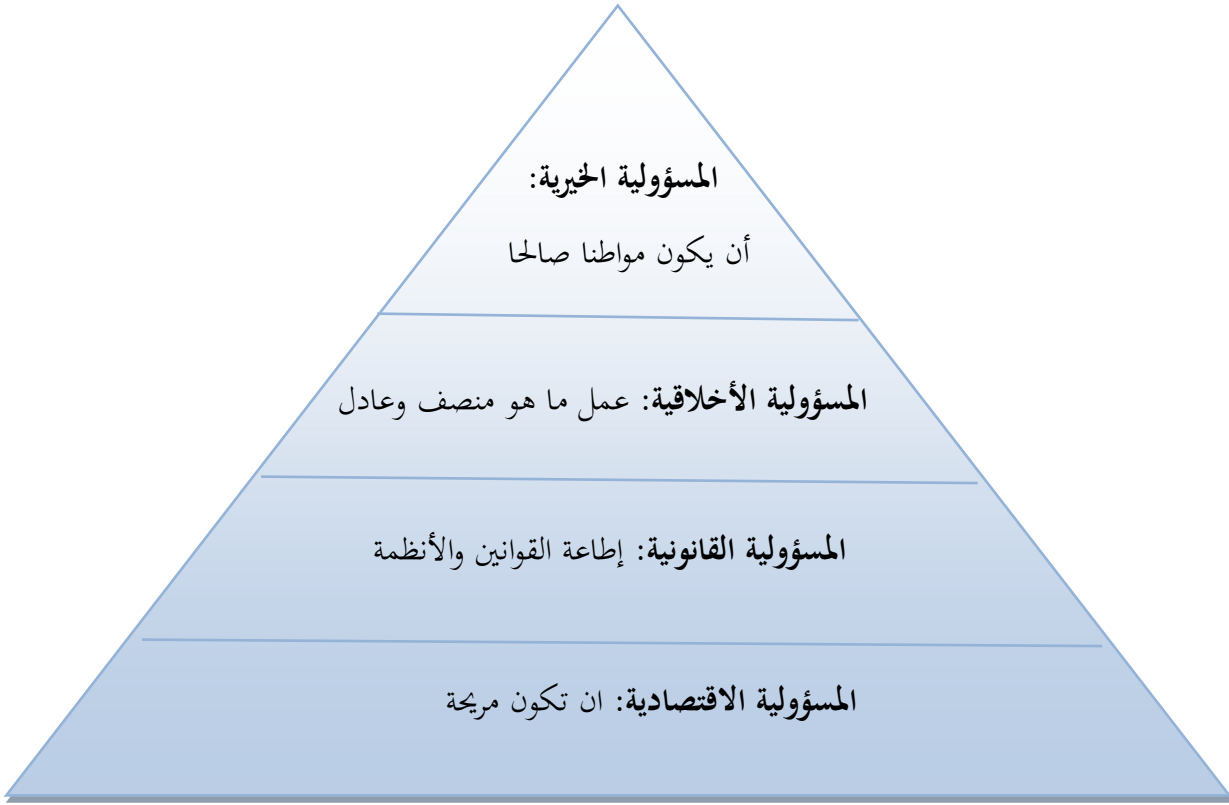 المسؤولية الخيرية:
أن يكون مواطنا صالحا
المسؤولية الأخلاقية: عمل ما هو منصف وعادل
المسؤولية القانونية: إطاعة القوانين والأنظمة
المسؤولية الاقتصادية: ان تكون مريحة